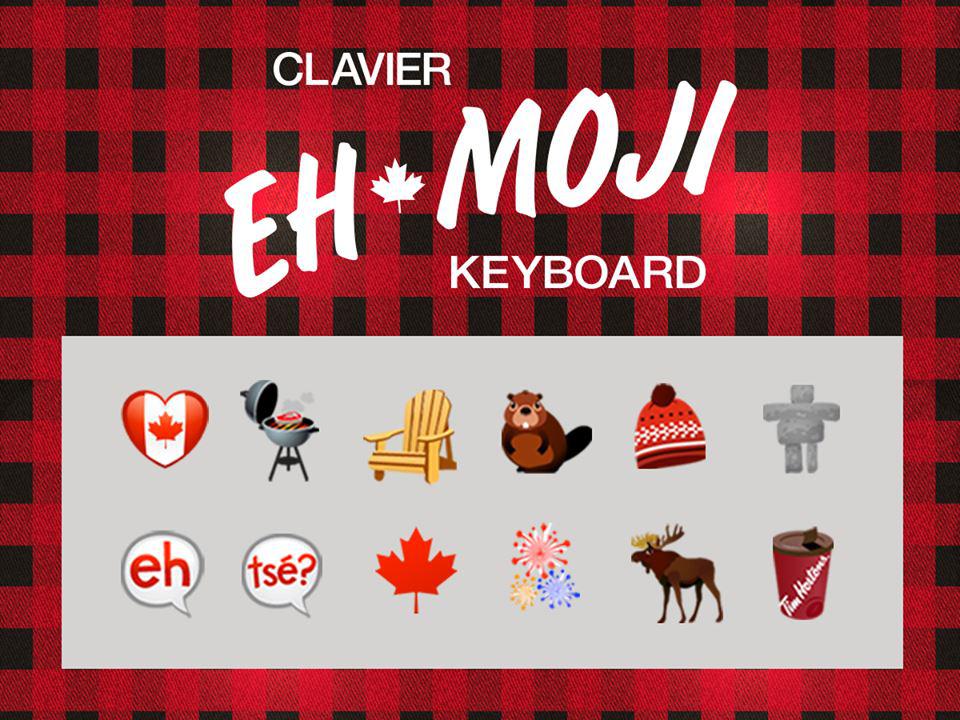 CLAVIER
EH MOJI
KEYBOARD
eh
tsé?
Tim Hortons